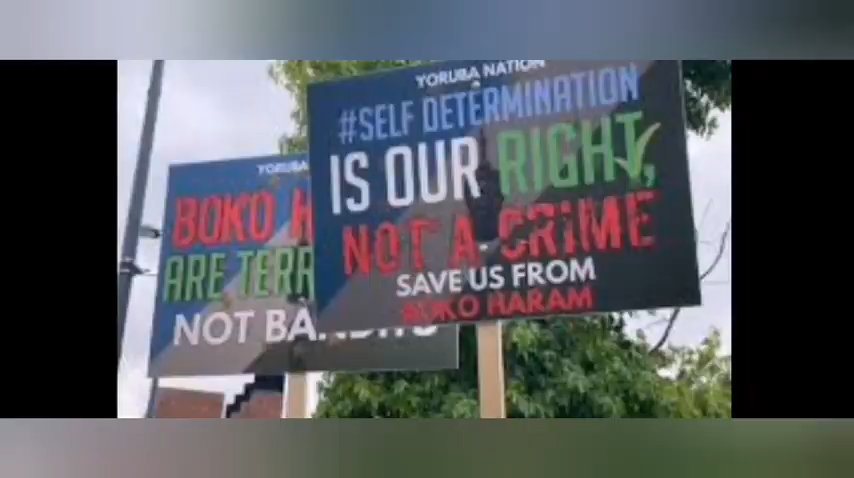 YORUBA NATION
#SELF DETERMINATION
IS OUR RIGHT,
NOT A CRIME
SAVE US FROM
BOKO HARAM
YORUBA
BOKO H
ARE TERR
NOT BANDITS